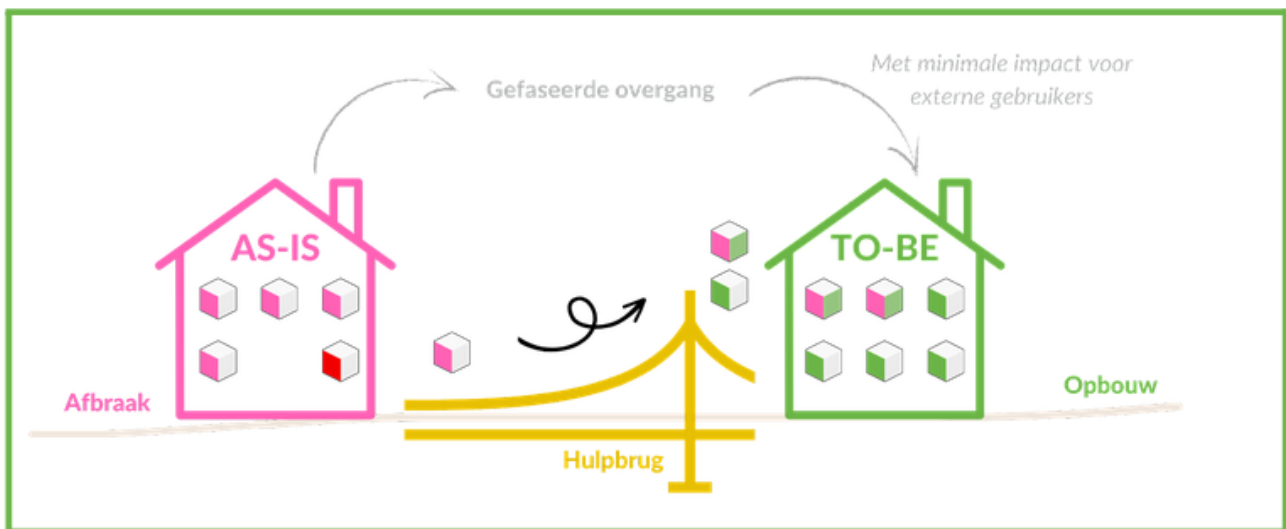 Gefaseerde overgang
Met minimale impact voor
externe gebruikers
AS-IS
TO-BE
Afbraak
Opbouw
Hulpbrug